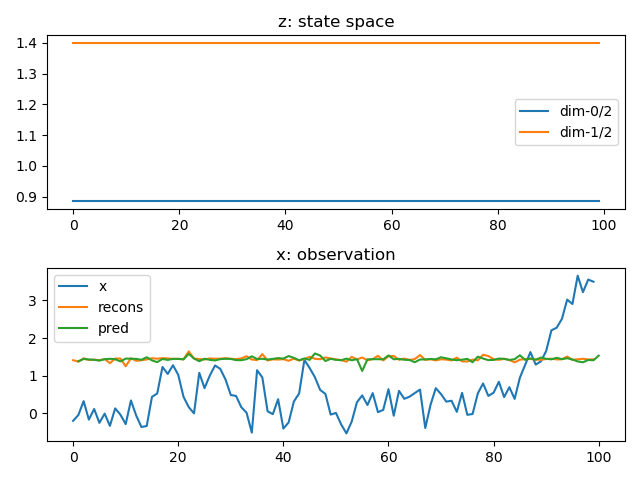 z: state space
1.4
1.3
1.2
1.1
1.0
0.9
dim-0/2
dim-1/2
0 20 40 60 80 100
x: observation
3
2
1
0
x
recons
pred
0 20 40 60 80 100